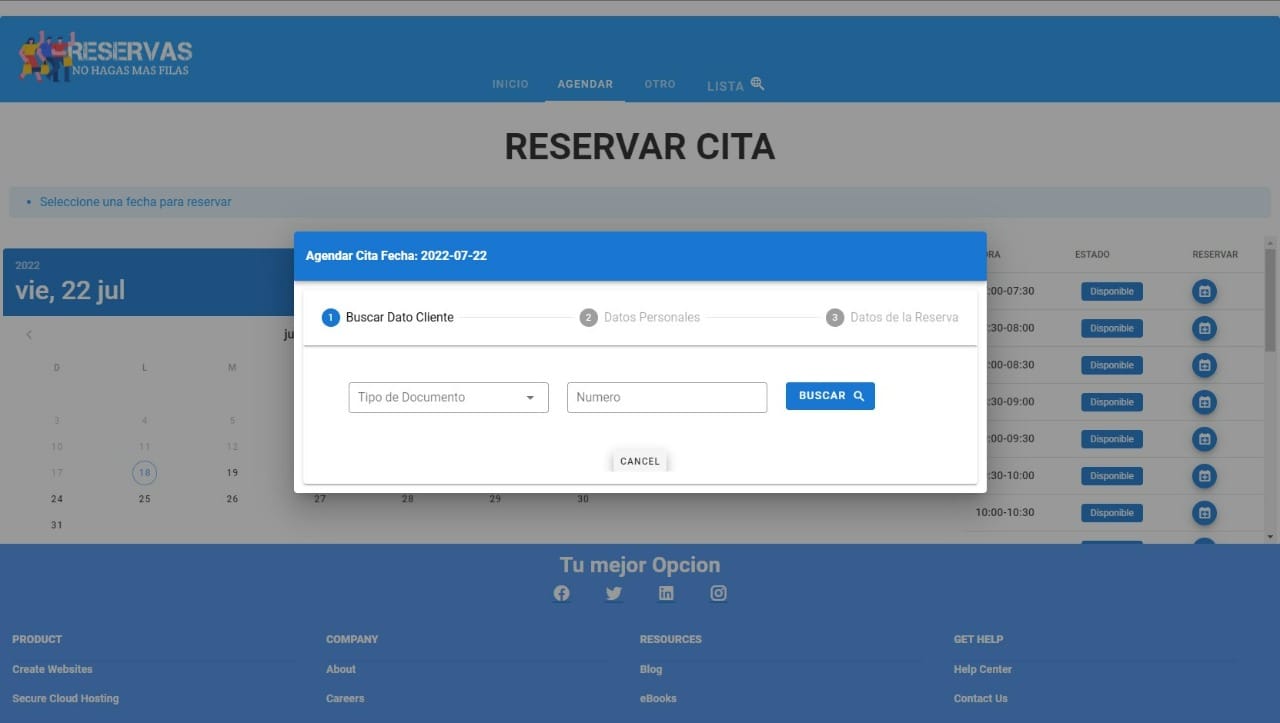 RESERVAS
NO HAGAS MAS FILAS
INICIO AGENDAR OTRO LISTA
RESERVAR CITA
• Seleccione una fecha para reservar
2022
vie, 22 jul
D L M
3 4 5
10 11 12
17 18 19
24 25 26 27 28 29 30
31
Agendar Cita Fecha: 2022-07-22
1 Buscar Dato Cliente 2 Datos Personales 3 Datos de la Reserva
Tipo de Documento Numero BUSCAR
CANCEL
ESTADO RESERVAR
:00-07:30 Disponible
:30-08:00 Disponible
:00-08:30 Disponible
:30-09:00 Disponible
:00-09:30 Disponible
:30-10:00 Disponible
10:00-10:30 Disponible
Tu mejor Opcion
PRODUCT COMPANY RESOURCES GET HELP
Create Websites About Blog Help Center
Secure Cloud Hosting Careers eBooks Contact Us